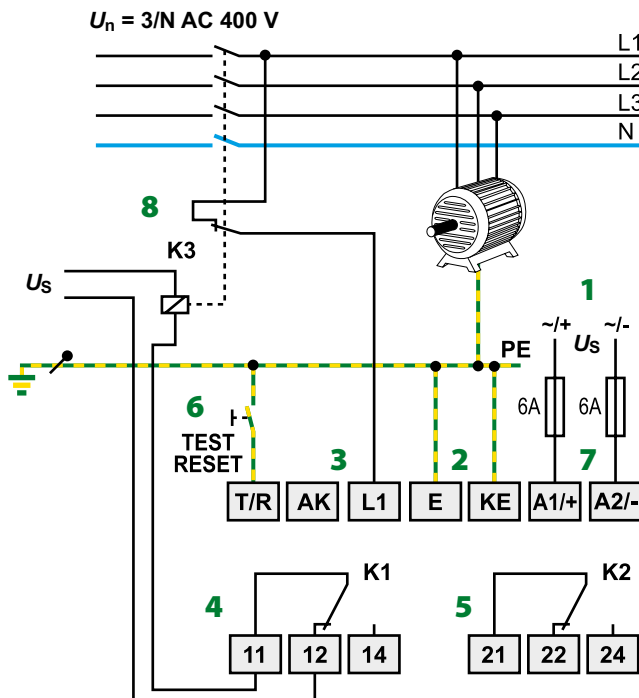 Un = 3/N AC 400 V
L1
L2
L3
N
8
K3
US
1
~/+ US ~/-
PE
6A 6A
6
TEST
RESET
3 2 7
T/R AK L1 E KE A1/+ A2/-
K1 K2
4 5
11 12 14 21 22 24